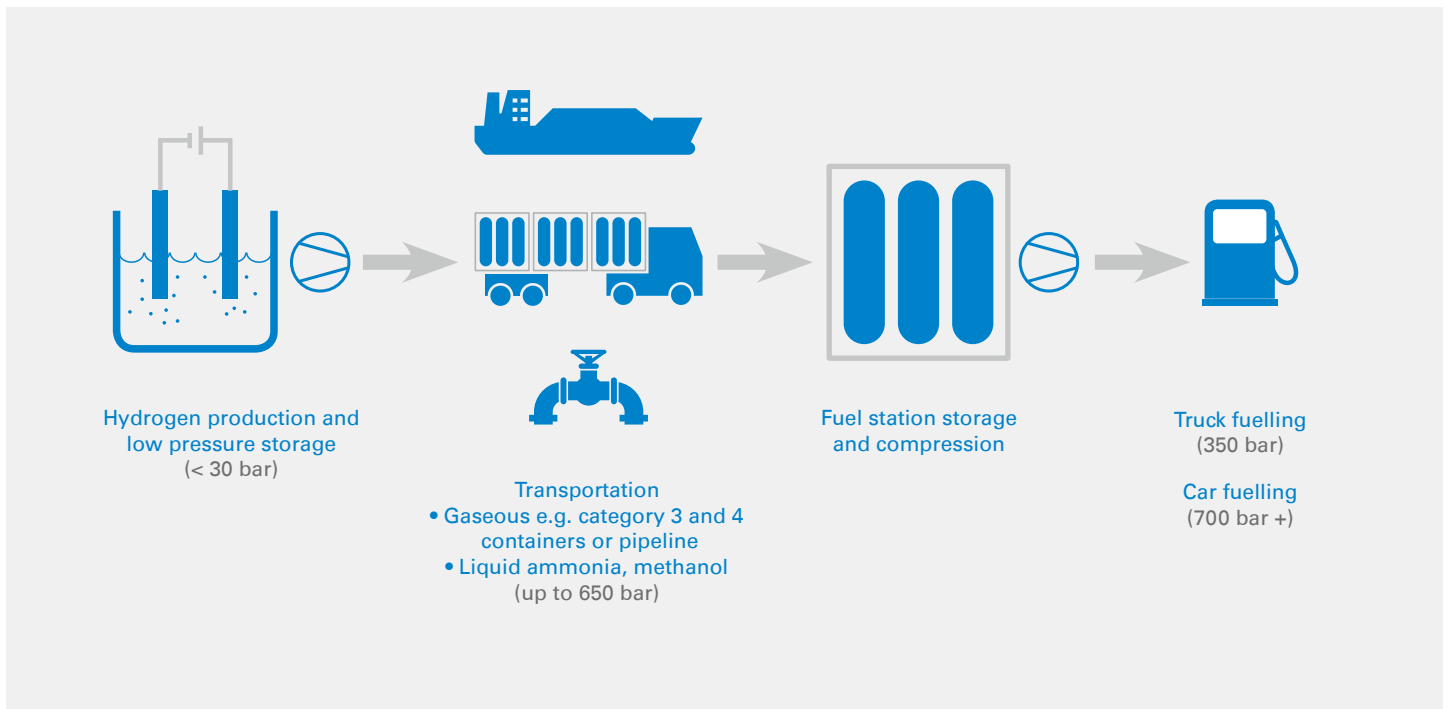 Hydrogen production and
low pressure storage
(< 30 bar)
Transportation
• Gaseous e.g. category 3 and 4
containers or pipeline
• Liquid ammonia, methanol
(up to 650 bar)
Fuel station storage
and compression
Truck fuelling
(350 bar)
Car fuelling
(700 bar +)